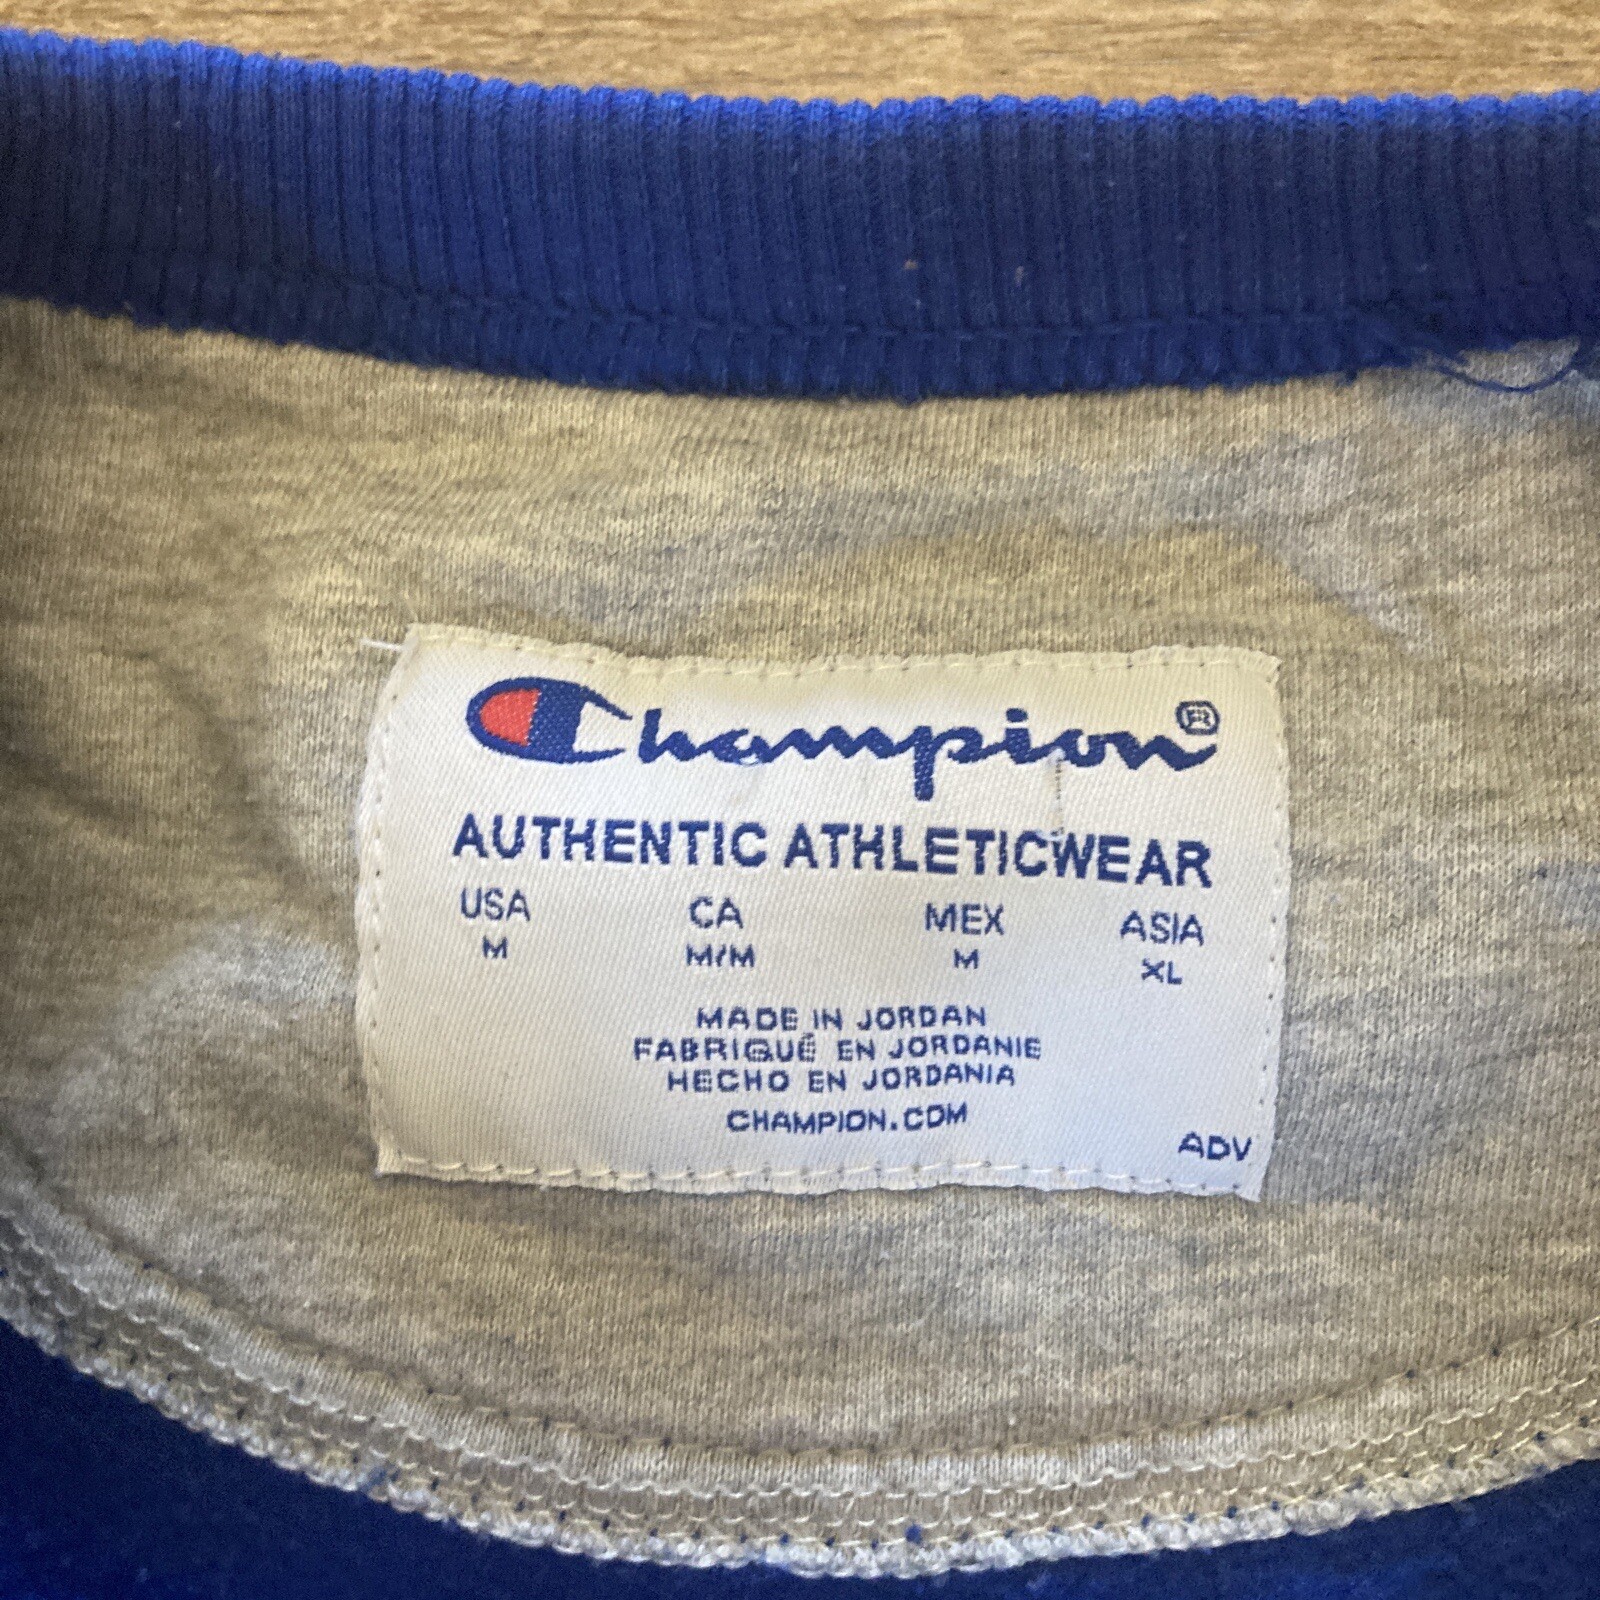 Champion®
AUTHENTIC ATHLETICWEAR
USA CA MEX ASIA
M M/M M XL
MADE IN JORDAN
FABRIQUÉ EN JORDANIE
HECHO EN JORDANIA
CHAMPION.COM
ADV